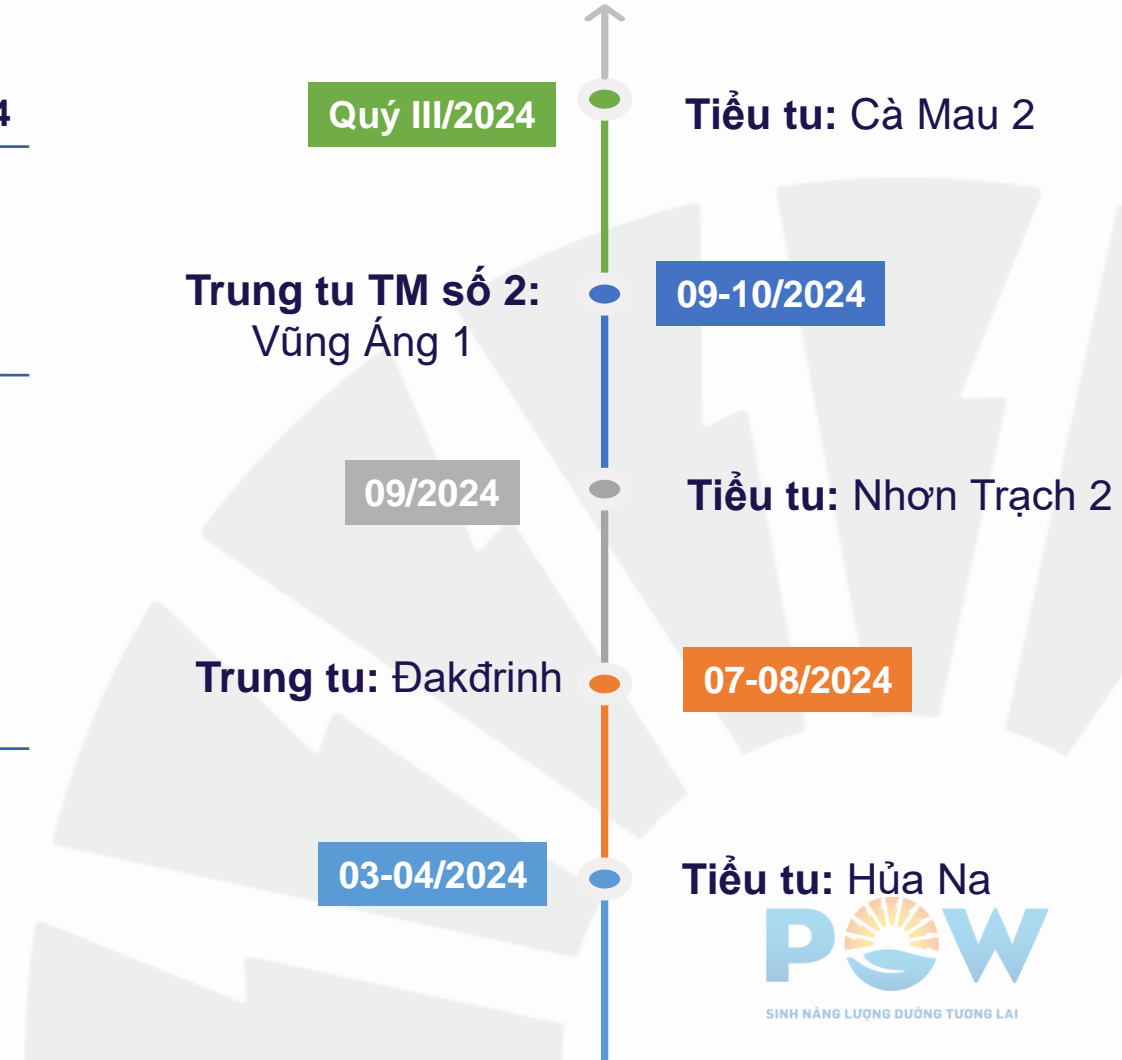 4
Quý III/2024
Tiểu tu: Cà Mau 2
Trung tu TM số 2:
Vũng Áng 1
09-10/2024
09/2024
Tiểu tu: Nhơn Trạch 2
Trung tu: Đakđrinh
07-08/2024
03-04/2024
Tiểu tu: Hủa Na
POW
SINH NĂNG LƯỢNG DƯỠNG TƯƠNG LAI